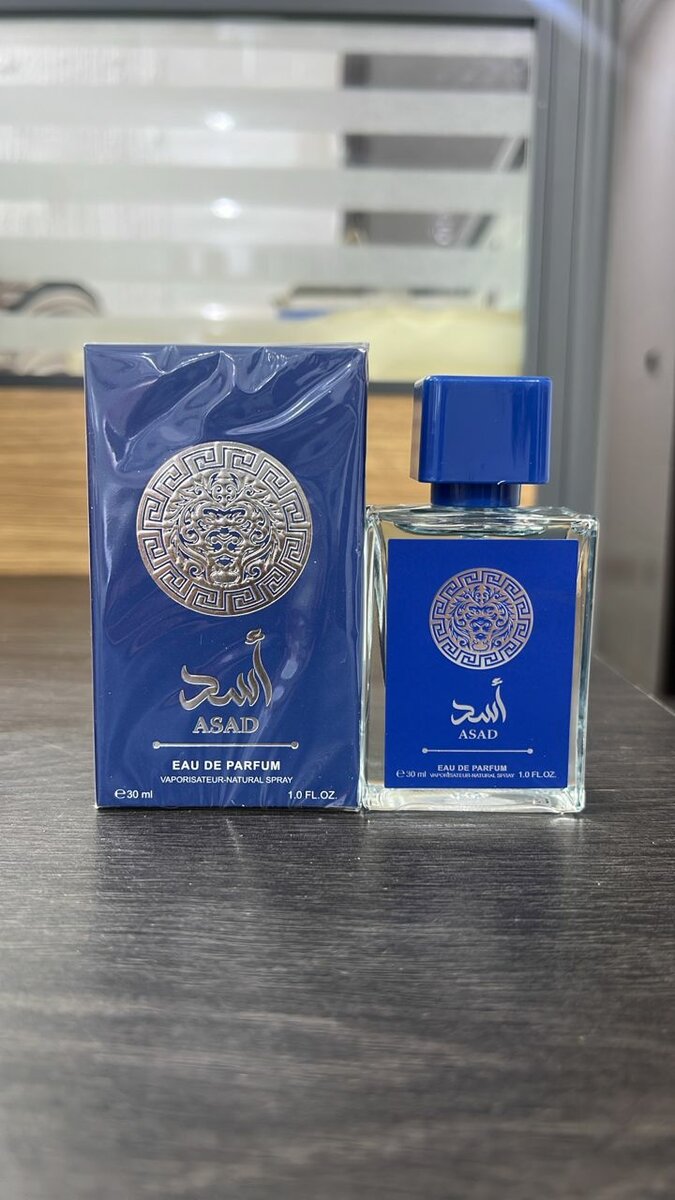 أسد
ASAD
EAU DE PARFUM
VAPORISATEUR-NATURAL SPRAY
℮30 ml 1.0 FL.OZ.
أسد
ASAD
EAU DE PARFUM
℮30 ml VAPORISATEUR-NATURAL SPRAY 1.0 FL.OZ.